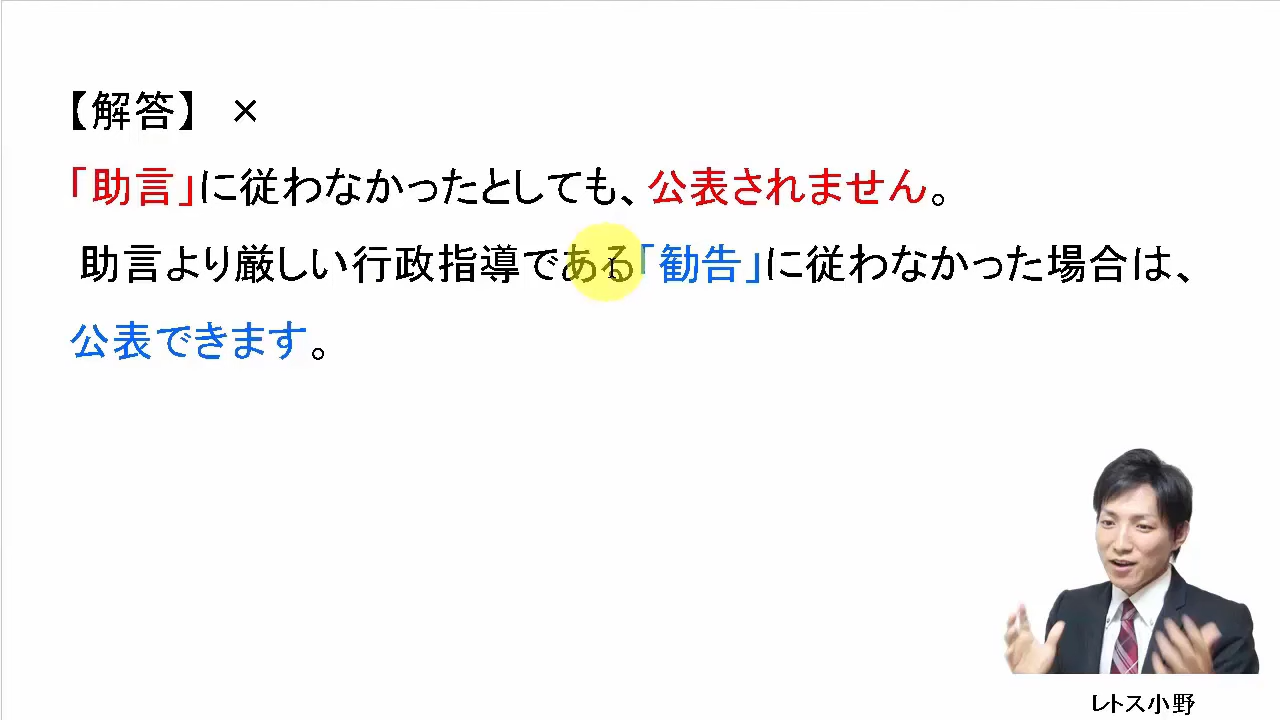 【解答】 ×
「助言」に従わなかったとしても、公表されません。
助言より厳しい行政指導である「勧告」に従わなかった場合は、
公表できます。
レトス小野